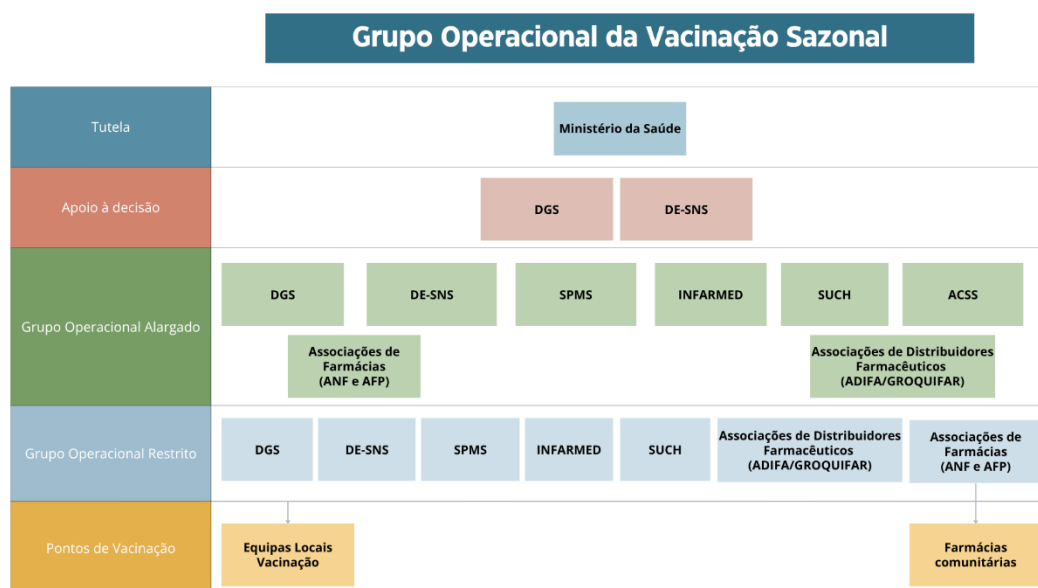 Grupo Operacional da Vacinação Sazonal
Tutela
Ministério da Saúde
Apoio à decisão
DGS
DE-SNS
Grupo Operacional Alargado
DGS
DE-SNS
SPMS
INFARMED
SUCH
ACSS
Associações de
Farmácias
(ANF e AFP)
Associações de Distribuidores
Farmacêuticos
(ADIFA/GROQUIFAR)
Grupo Operacional Restrito
DGS
DE-SNS
SPMS
INFARMED
SUCH
Associações de Distribuidores
Farmacêuticos
(ADIFA/GROQUIFAR)
Associações de
Farmácias
(ANF e AFP)
Pontos de Vacinação
Equipas Locais
Vacinação
Farmácias
comunitárias